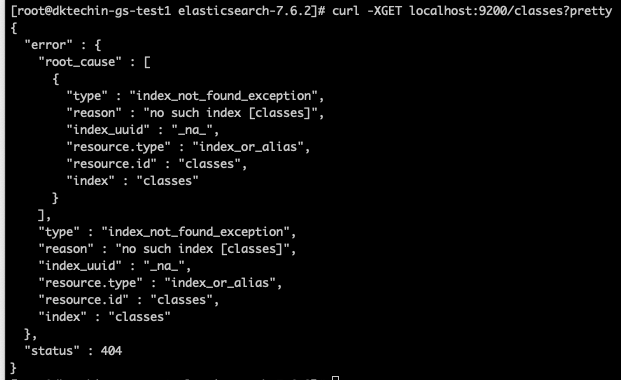 [root@dktechin-gs-test1 elasticsearch-7.6.2]# curl -XGET localhost:9200/classes?pretty
{
  "error" : {
    "root_cause" : [
      {
        "type" : "index_not_found_exception",
        "reason" : "no such index [classes]",
        "index_uuid" : "_na_",
        "resource.type" : "index_or_alias",
        "resource.id" : "classes",
        "index" : "classes"
      }
    ],
    "type" : "index_not_found_exception",
    "reason" : "no such index [classes]",
    "index_uuid" : "_na_",
    "resource.type" : "index_or_alias",
    "resource.id" : "classes",
    "index" : "classes"
  },
  "status" : 404
}